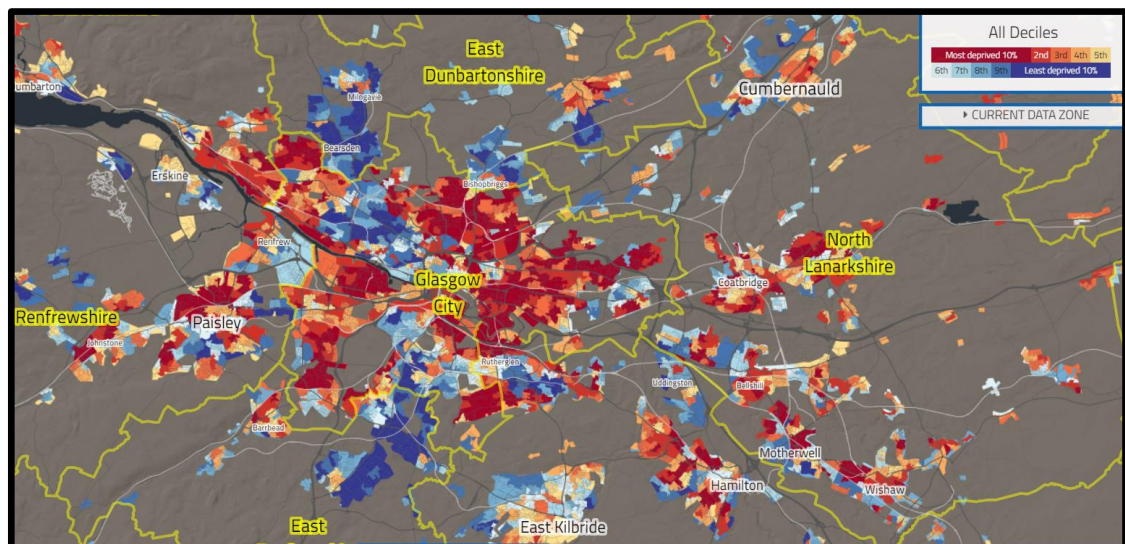 All Deciles
Most deprived 10% 2nd 3rd 4th 5th
6th 7th 8th 9th Least deprived 10%
CURRENT DATA ZONE
East
Dunbartonshire
Cumbernauld
umbarton
Milngavie
Bearsden
Bishopbriggs
Erskine
Renfrew
North
Lanarkshire
Glasgow
City
Coatbridge
Renfrewshire
Paisley
Johnstone
Rutherglen
Uddingston
Bellshill
Barrhead
Motherwell
Hamilton
Wishaw
East
East Kilbride